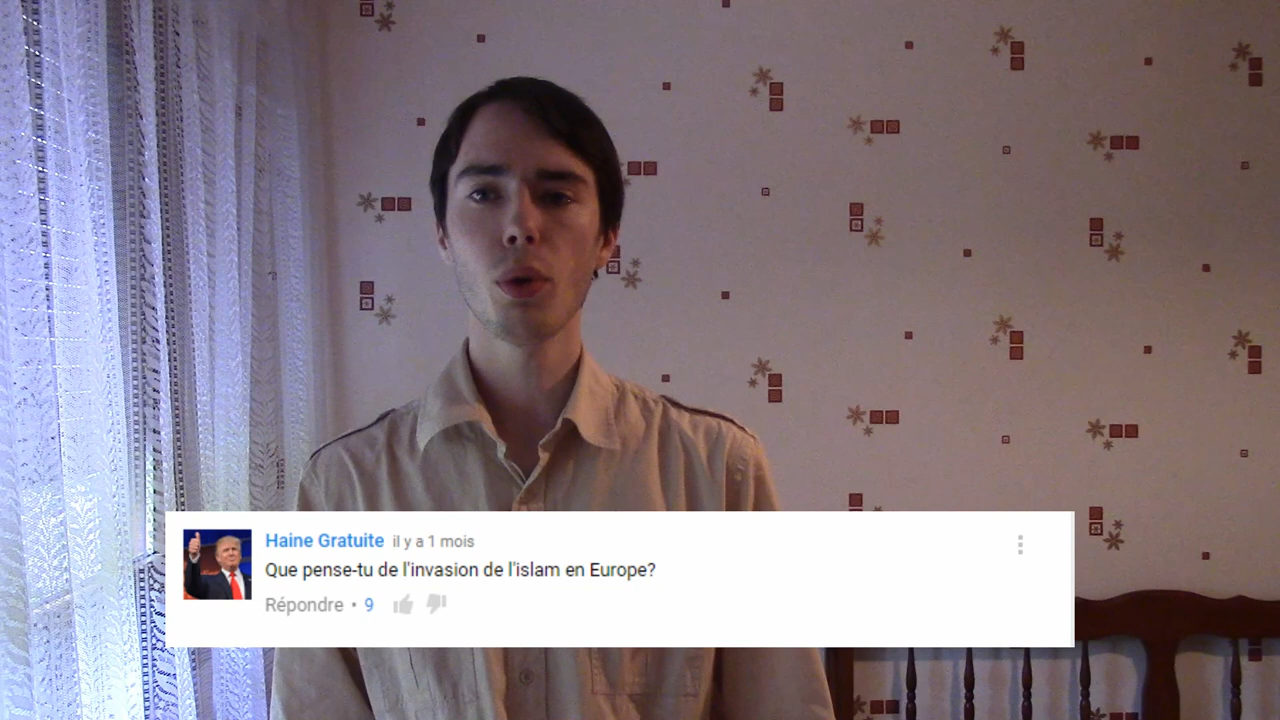 Haine Gratuite il y a 1 mois
Que pense-tu de l'invasion de l'islam en Europe?
Répondre • 9